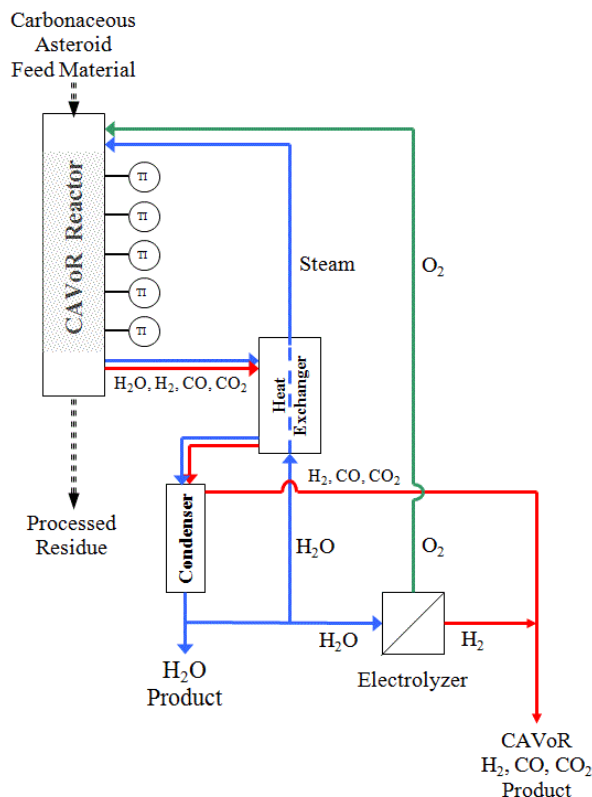 Carbonaceous
Asteroid
Feed Material
CAVoR Reactor
TI
TI
TI
TI
TI
Steam
O₂
H₂O, H₂, CO, CO₂
Heat
Exchanger
H₂, CO, CO₂
Processed
Residue
Condenser
H₂O
O₂
H₂O
H₂
H₂O
Product
Electrolyzer
CAVoR
H₂, CO, CO₂
Product